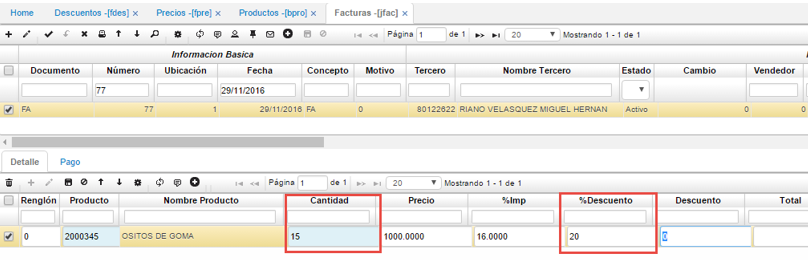 Home Descuentos -[fdes] × Precios -[fpre] × Productos -[bpro] × Facturas -[jfac] ×
Página 1 de 1 20 Mostrando 1 - 1 de 1
Informacion Basica
Documento Número Ubicación Fecha Concepto Motivo Tercero Nombre Tercero Estado Cambio Vendedor
77 29/11/2016
FA 77 1 29/11/2016 FA 0 80122622 RIANO VELASQUEZ MIGUEL HERNAN Activo 0 0
Detalle Pago
Página 1 de 1 20 Mostrando 1 - 1 de 1
Renglón Producto Nombre Producto Cantidad Precio %Imp %Descuento Descuento Total
0 2000345 OSITOS DE GOMA 15 1000.0000 16.0000 20 0